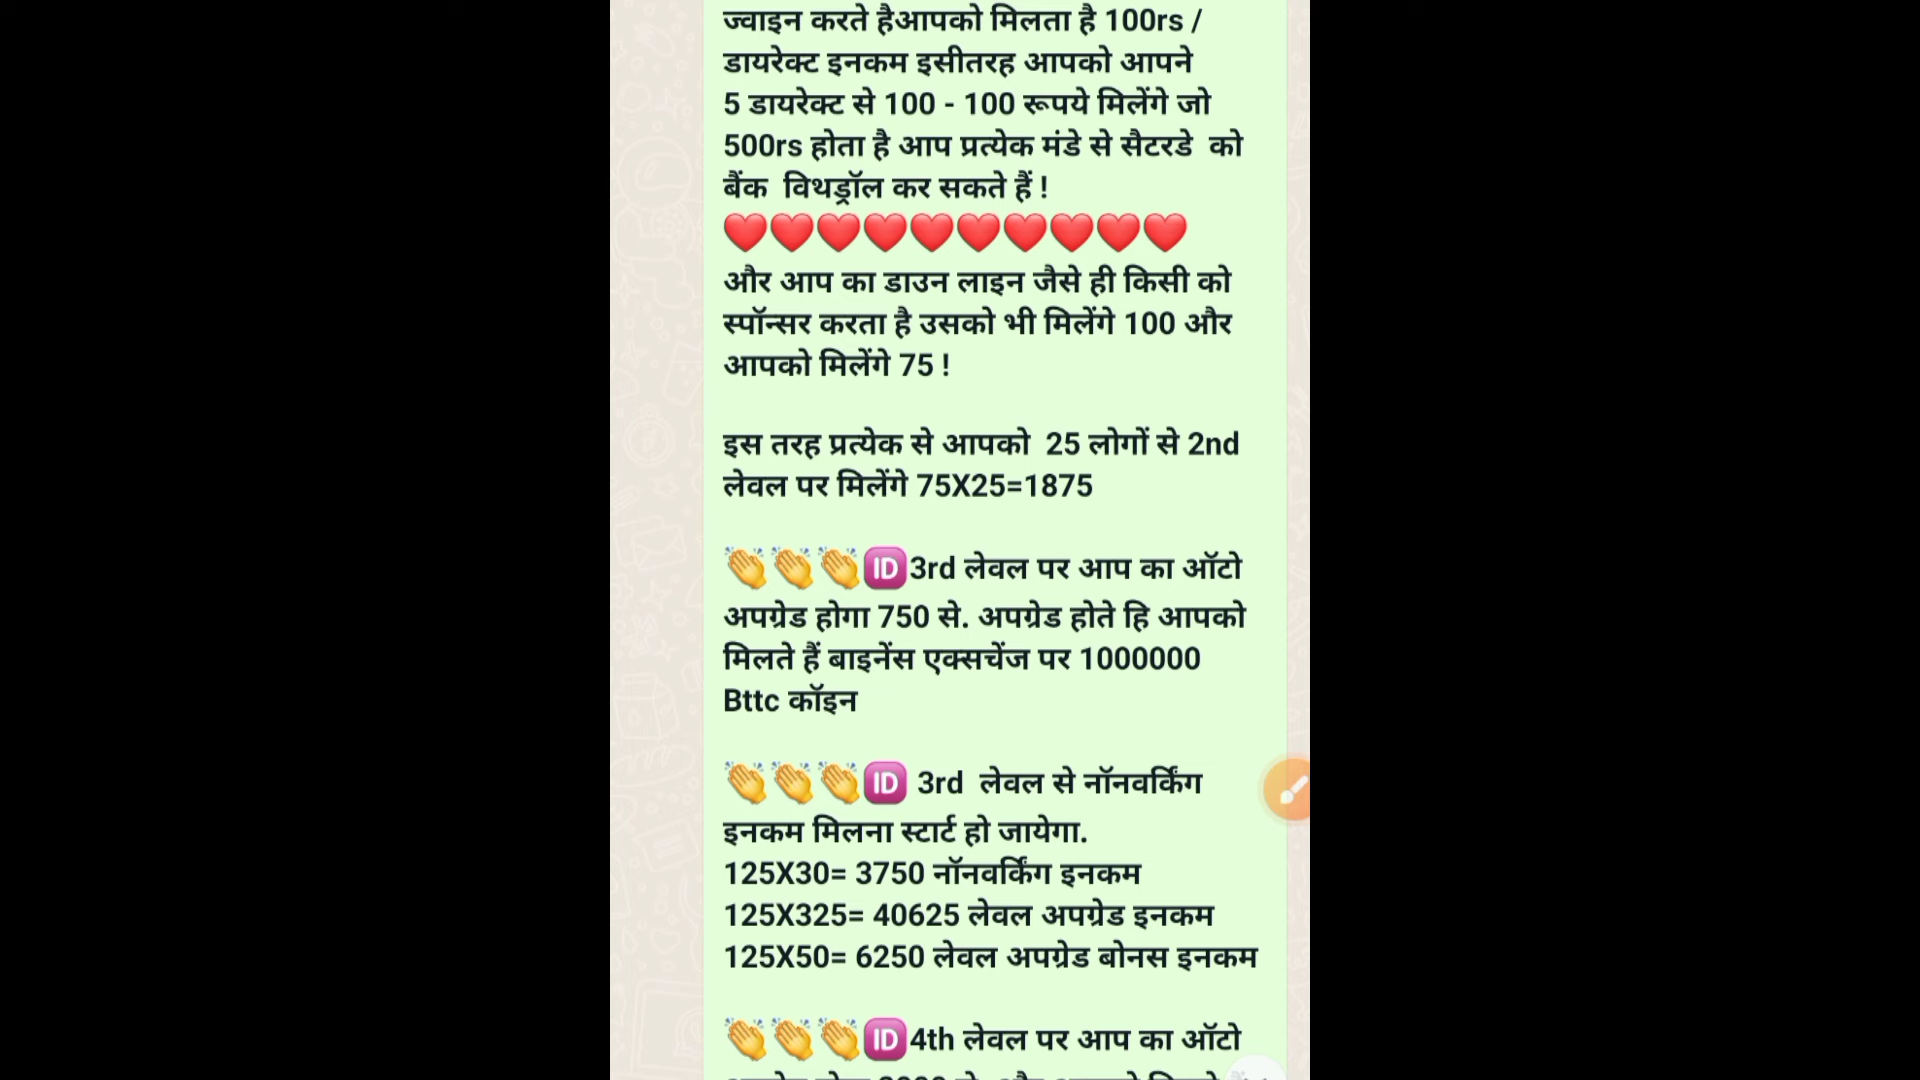 ज्वाइन करते हैआपको मिलता है 100rs /
डायरेक्ट इनकम इसीतरह आपको आपने
5 डायरेक्ट से 100 - 100 रूपये मिलेंगे जो
500rs होता है आप प्रत्येक मंडे से सैटरडे को
बैंक विथड्रॉल कर सकते हैं !
❤️❤️❤️❤️❤️❤️❤️❤️❤️❤️
और आप का डाउन लाइन जैसे ही किसी को
स्पॉन्सर करता है उसको भी मिलेंगे 100 और
आपको मिलेंगे 75 !
इस तरह प्रत्येक से आपको 25 लोगों से 2nd
लेवल पर मिलेंगे 75X25=1875
👏👏👏🆔3rd लेवल पर आप का ऑटो
अपग्रेड होगा 750 से. अपग्रेड होते हि आपको
मिलते हैं बाइनेंस एक्सचेंज पर 1000000
Bttc कॉइन
👏👏👏🆔 3rd लेवल से नॉनवर्किंग
इनकम मिलना स्टार्ट हो जायेगा.
125X30= 3750 नॉनवर्किंग इनकम
125X325= 40625 लेवल अपग्रेड इनकम
125X50= 6250 लेवल अपग्रेड बोनस इनकम
👏👏👏🆔4th लेवल पर आप का ऑटो